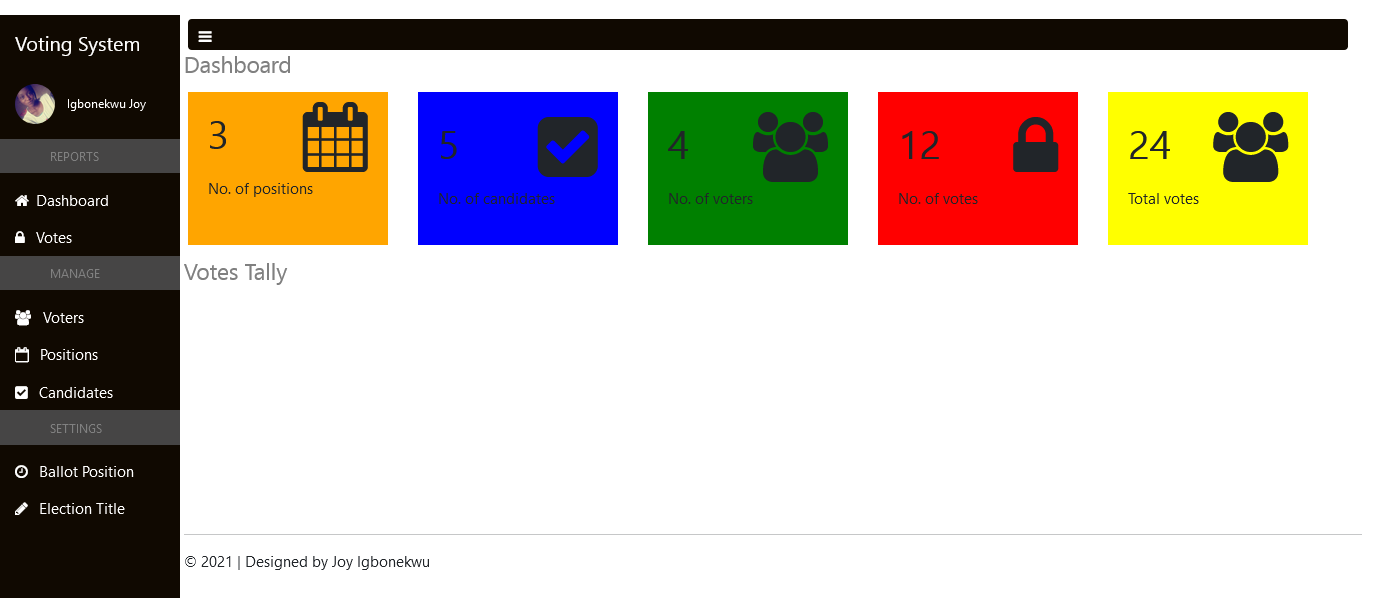 Voting System
Igbonekwu Joy
REPORTS
Dashboard
Votes
MANAGE
Voters
Positions
Candidates
SETTINGS
Ballot Position
Election Title
Dashboard
3
No. of positions
5
No. of candidates
4
No. of voters
12
No. of votes
24
Total votes
Votes Tally
© 2021 | Designed by Joy Igbonekwu